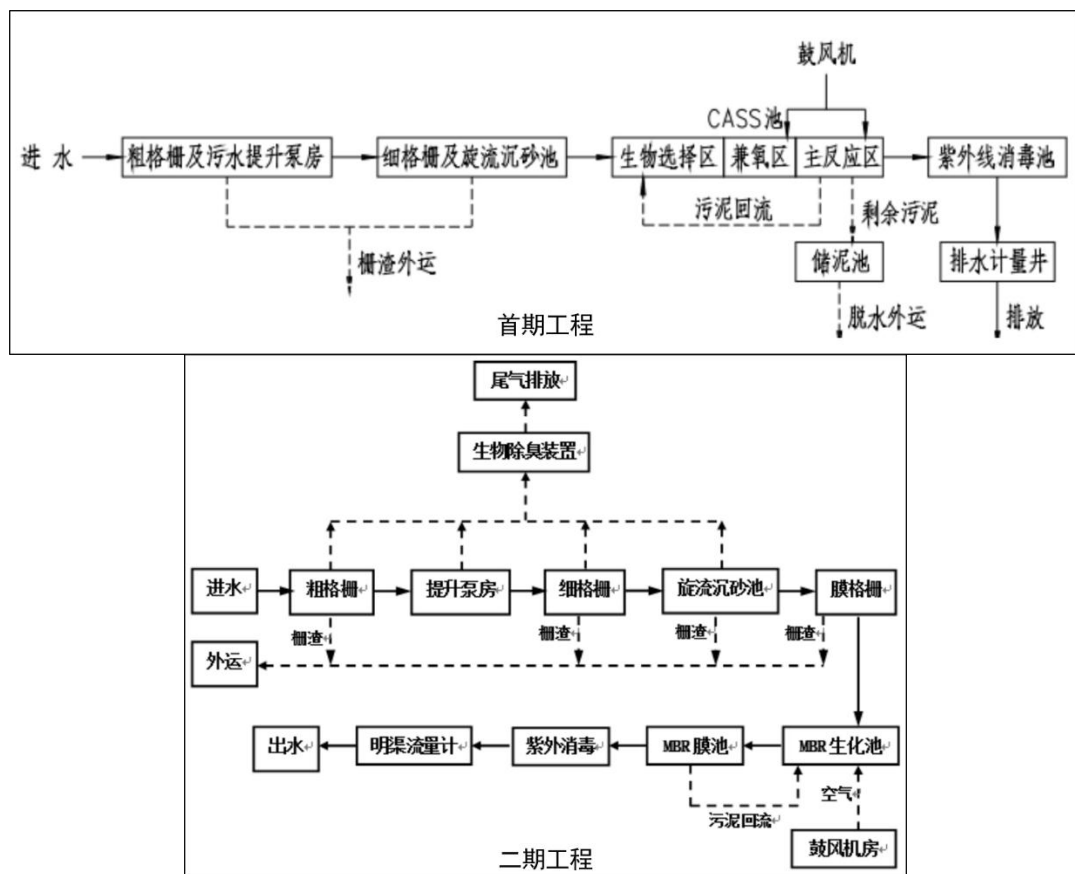 鼓风机
CASS池
进 水
粗格栅及污水提升泵房
细格栅及旋流沉砂池
生物选择区
兼氧区
主反应区
紫外线消毒池
污泥回流
剩余污泥
栅渣外运
储泥池
排水计量井
脱水外运
排放
首期工程
尾气排放
生物除臭装置
进水
粗格栅
提升泵房
细格栅
旋流沉砂池
膜格栅
栅渣
栅渣
栅渣
栅渣
外运
出水
明渠流量计
紫外消毒
MBR 膜池
MBR 生化池
空气
污泥回流
鼓风机房
二期工程